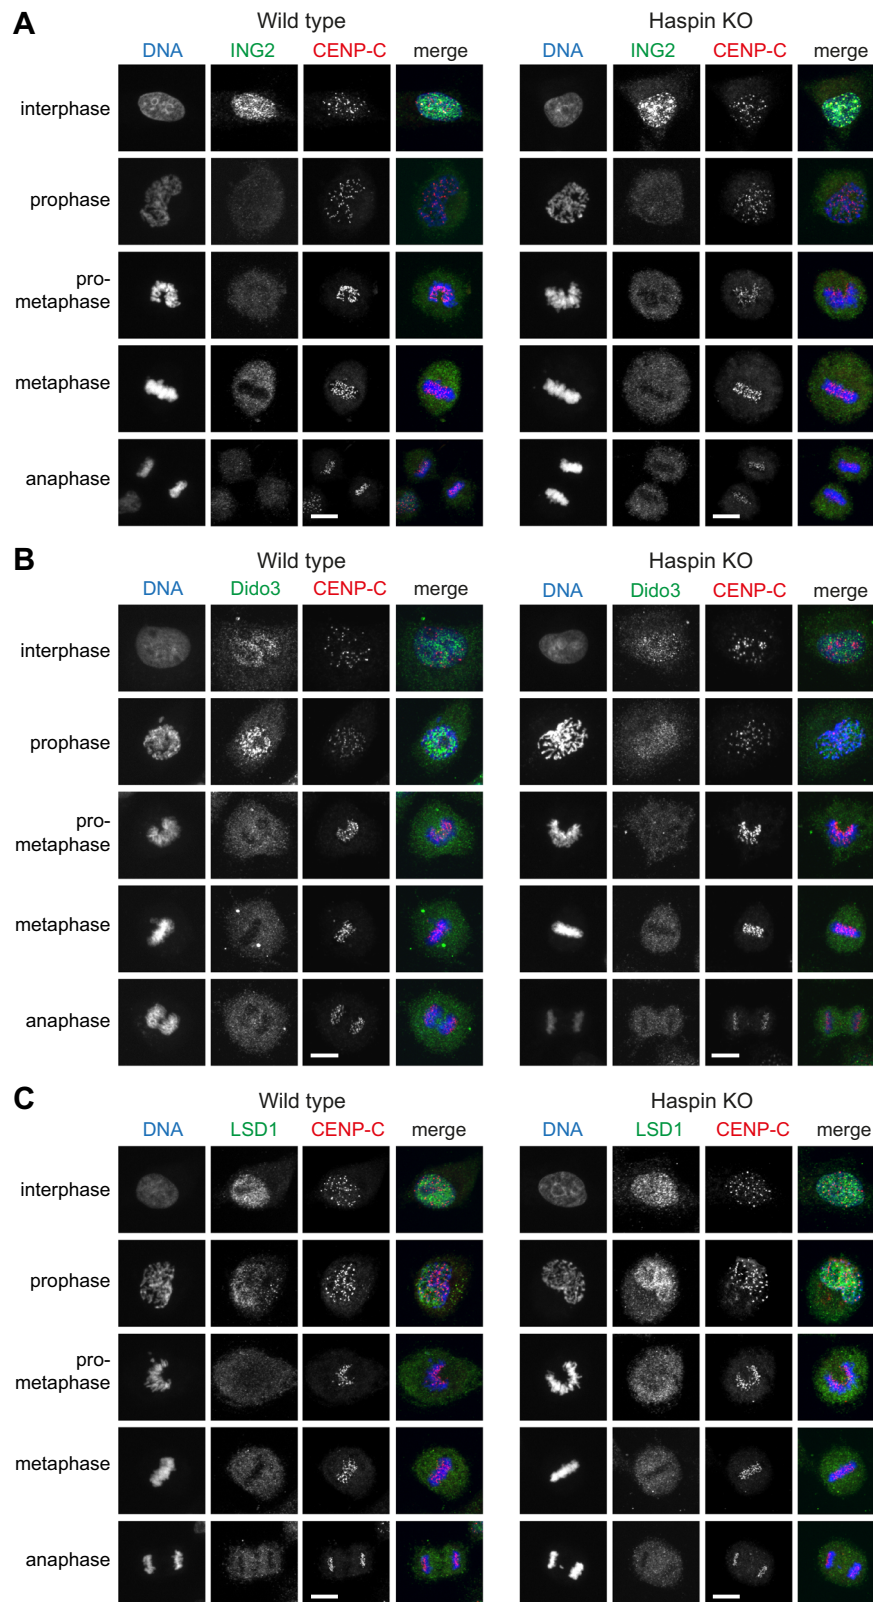 A
Wild type
Haspin KO
DNA ING2 CENP-C merge
DNA ING2 CENP-C merge
interphase
prophase
pro-
metaphase
metaphase
anaphase
B
Wild type
Haspin KO
DNA Dido3 CENP-C merge
DNA Dido3 CENP-C merge
interphase
prophase
pro-
metaphase
metaphase
anaphase
C
Wild type
Haspin KO
DNA LSD1 CENP-C merge
DNA LSD1 CENP-C merge
interphase
prophase
pro-
metaphase
metaphase
anaphase